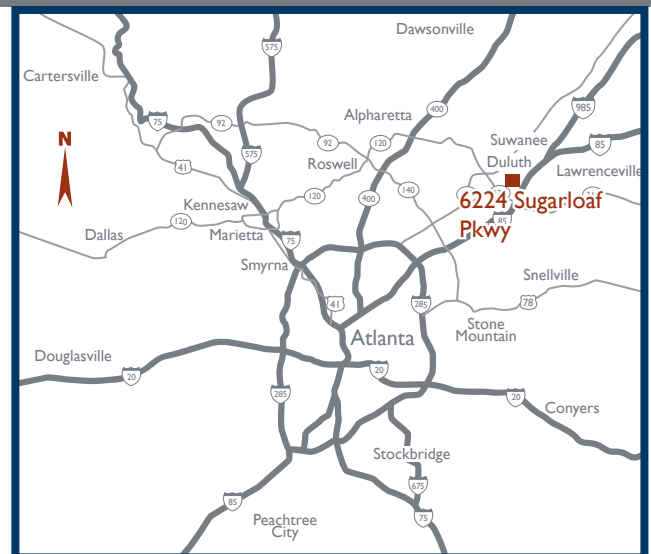 Dawsonville
575
Cartersville
400
985
Alpharetta
75
92
92
120
Suwanee
85
N
575
Roswell
Duluth
Lawrenceville
41
120
400
140
6224 Sugarloaf
Pkwy
85
Kennesaw
Dallas
120
Marietta
75
Smyrna
Snellville
41
285
78
Stone
Mountain
Atlanta
Douglasville
20
20
285
20
Conyers
Stockbridge
675
85
75
Peachtree
City